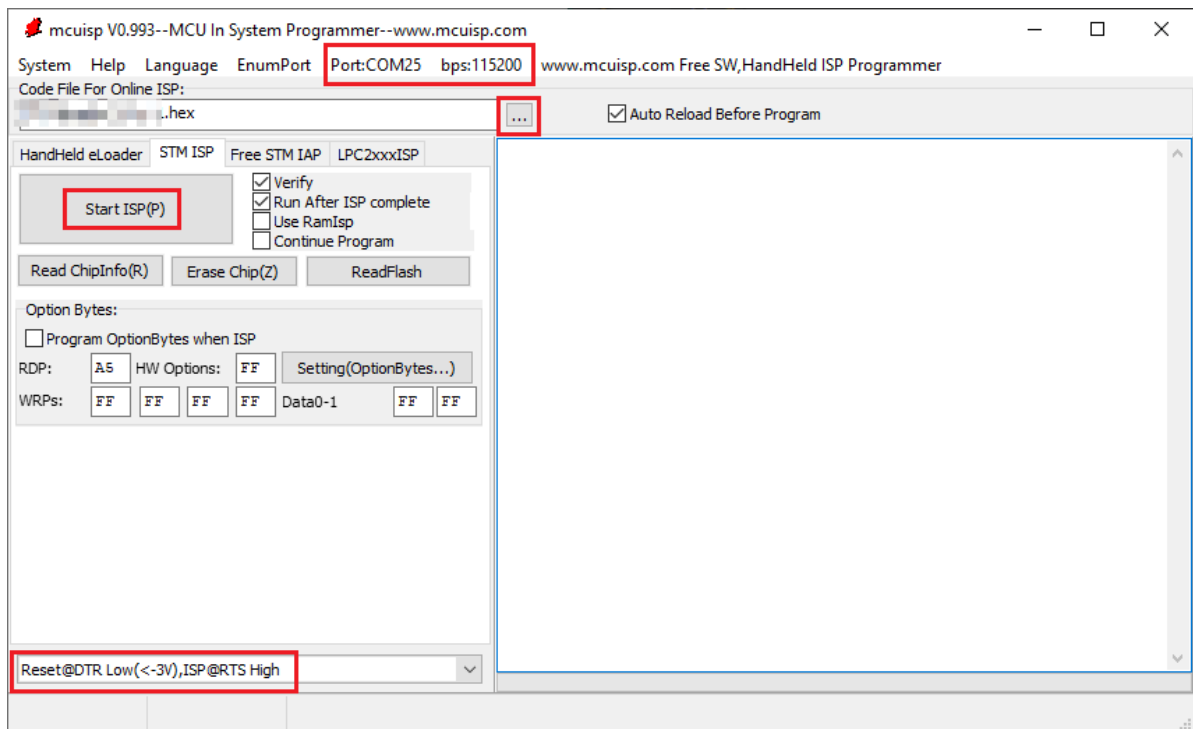 mcuisp V0.993--MCU In System Programmer--www.mcuisp.com
System Help Language EnumPort Port:COM25 bps:115200 www.mcuisp.com Free SW,HandHeld ISP Programmer
Code File For Online ISP:
.hex ... Auto Reload Before Program
HandHeld eLoader STM ISP Free STM IAP LPC2xxxISP
Start ISP(P)
Verify
Run After ISP complete
Use RamIsp
Continue Program
Read ChipInfo(R) Erase Chip(Z) ReadFlash
Option Bytes:
Program OptionBytes when ISP
RDP: A5 HW Options: FF Setting(OptionBytes...)
WRPs: FF FF FF FF Data0-1 FF FF
Reset@DTR Low(<-3V),ISP@RTS High